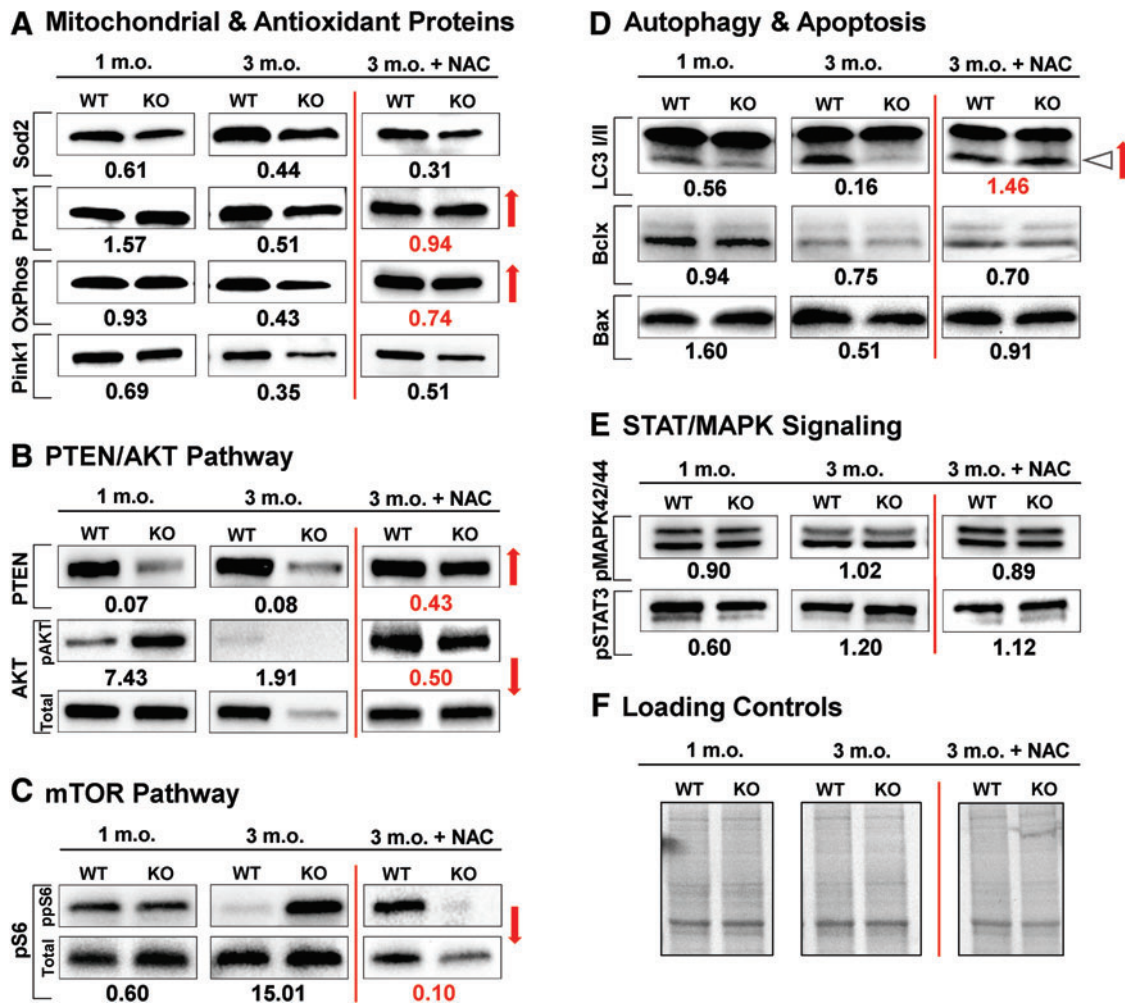 A Mitochondrial & Antioxidant Proteins
1 m.o. 3 m.o. 3 m.o. + NAC
WT KO WT KO WT KO
Sod2
0.61 0.44 0.31
Prdx1
1.57 0.51 0.94
OxPhos
0.93 0.43 0.74
Pink1
0.69 0.35 0.51
B PTEN/AKT Pathway
1 m.o. 3 m.o. 3 m.o. + NAC
WT KO WT KO WT KO
PTEN
0.07 0.08 0.43
AKT
pAKT
7.43 1.91 0.50
Total
C mTOR Pathway
1 m.o. 3 m.o. 3 m.o. + NAC
WT KO WT KO WT KO
pS6
ppS6
Total
0.60 15.01 0.10
D Autophagy & Apoptosis
1 m.o. 3 m.o. 3 m.o. + NAC
WT KO WT KO WT KO
LC3 I/II
0.56 0.16 1.46
Bclx
0.94 0.75 0.70
Bax
1.60 0.51 0.91
E STAT/MAPK Signaling
1 m.o. 3 m.o. 3 m.o. + NAC
WT KO WT KO WT KO
pMAPK42/44
0.90 1.02 0.89
pSTAT3
0.60 1.20 1.12
F Loading Controls
1 m.o. 3 m.o. 3 m.o. + NAC
WT KO WT KO WT KO